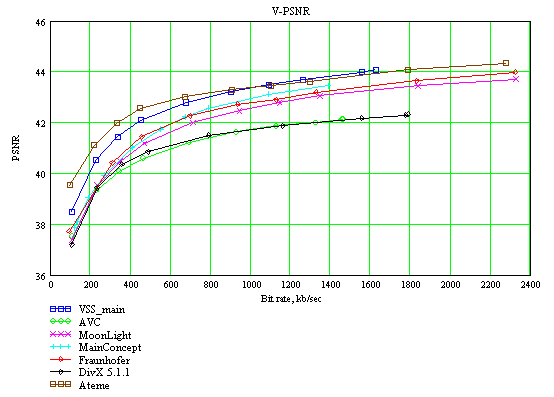 V-PSNR
46
44
42
40
38
36
PSNR
0 200 400 600 800 1000 1200 1400 1600 1800 2000 2200 2400
Bit rate, kb/sec
VSS_main
AVC
MoonLight
MainConcept
Fraunhofer
DivX 5.1.1
Ateme